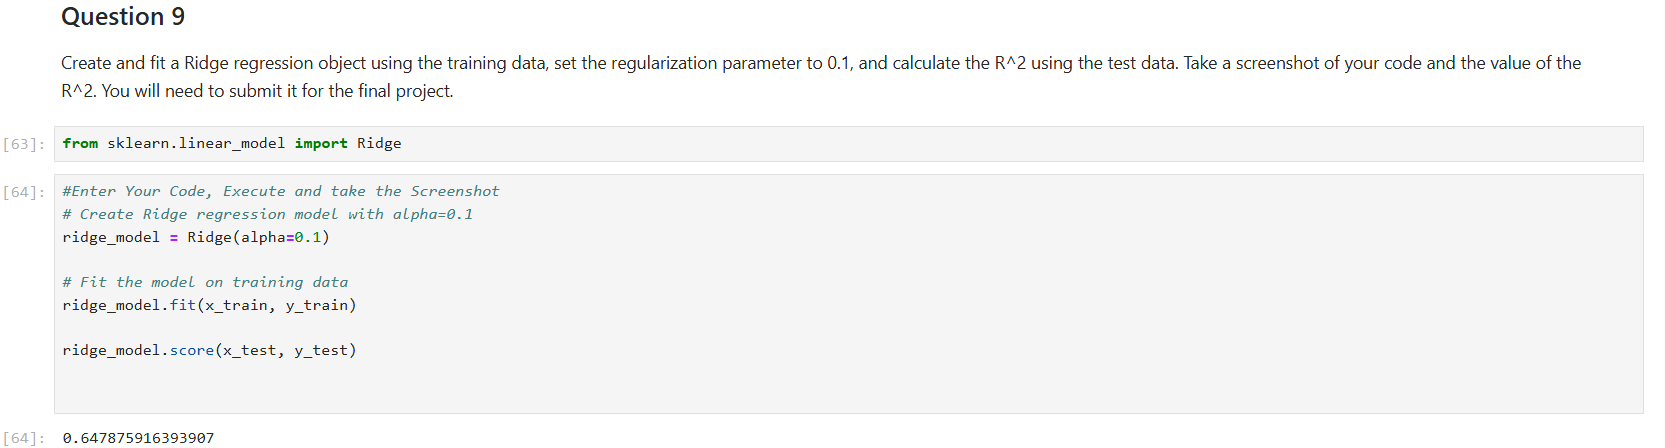 Question 9
Create and fit a Ridge regression object using the training data, set the regularization parameter to 0.1, and calculate the R^2 using the test data. Take a screenshot of your code and the value of the
R^2. You will need to submit it for the final project.
[63]: from sklearn.linear_model import Ridge
[64]: #Enter Your Code, Execute and take the Screenshot
# Create Ridge regression model with alpha=0.1
ridge_model = Ridge(alpha=0.1)
# Fit the model on training data
ridge_model.fit(x_train, y_train)
ridge_model.score(x_test, y_test)
[64]: 0.647875916393907